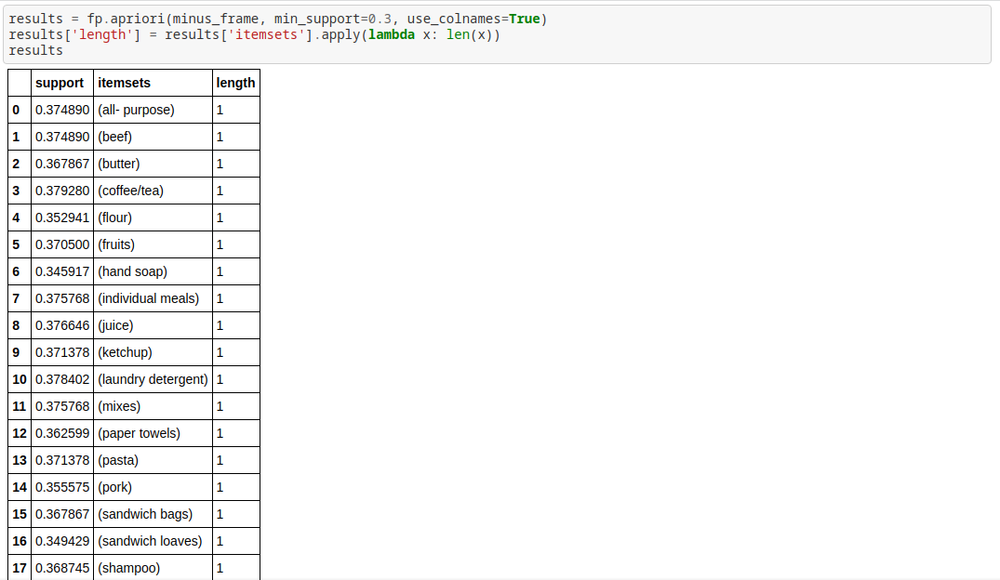 results = fp.apriori(minus_frame, min_support=0.3, use_colnames=True)
results['length'] = results['itemsets'].apply(lambda x: len(x))
results
support itemsets length
0 0.374890 (all- purpose) 1
1 0.374890 (beef) 1
2 0.367867 (butter) 1
3 0.379280 (coffee/tea) 1
4 0.352941 (flour) 1
5 0.370500 (fruits) 1
6 0.345917 (hand soap) 1
7 0.375768 (individual meals) 1
8 0.376646 (juice) 1
9 0.371378 (ketchup) 1
10 0.378402 (laundry detergent) 1
11 0.375768 (mixes) 1
12 0.362599 (paper towels) 1
13 0.371378 (pasta) 1
14 0.355575 (pork) 1
15 0.367867 (sandwich bags) 1
16 0.349429 (sandwich loaves) 1
17 0.368745 (shampoo) 1